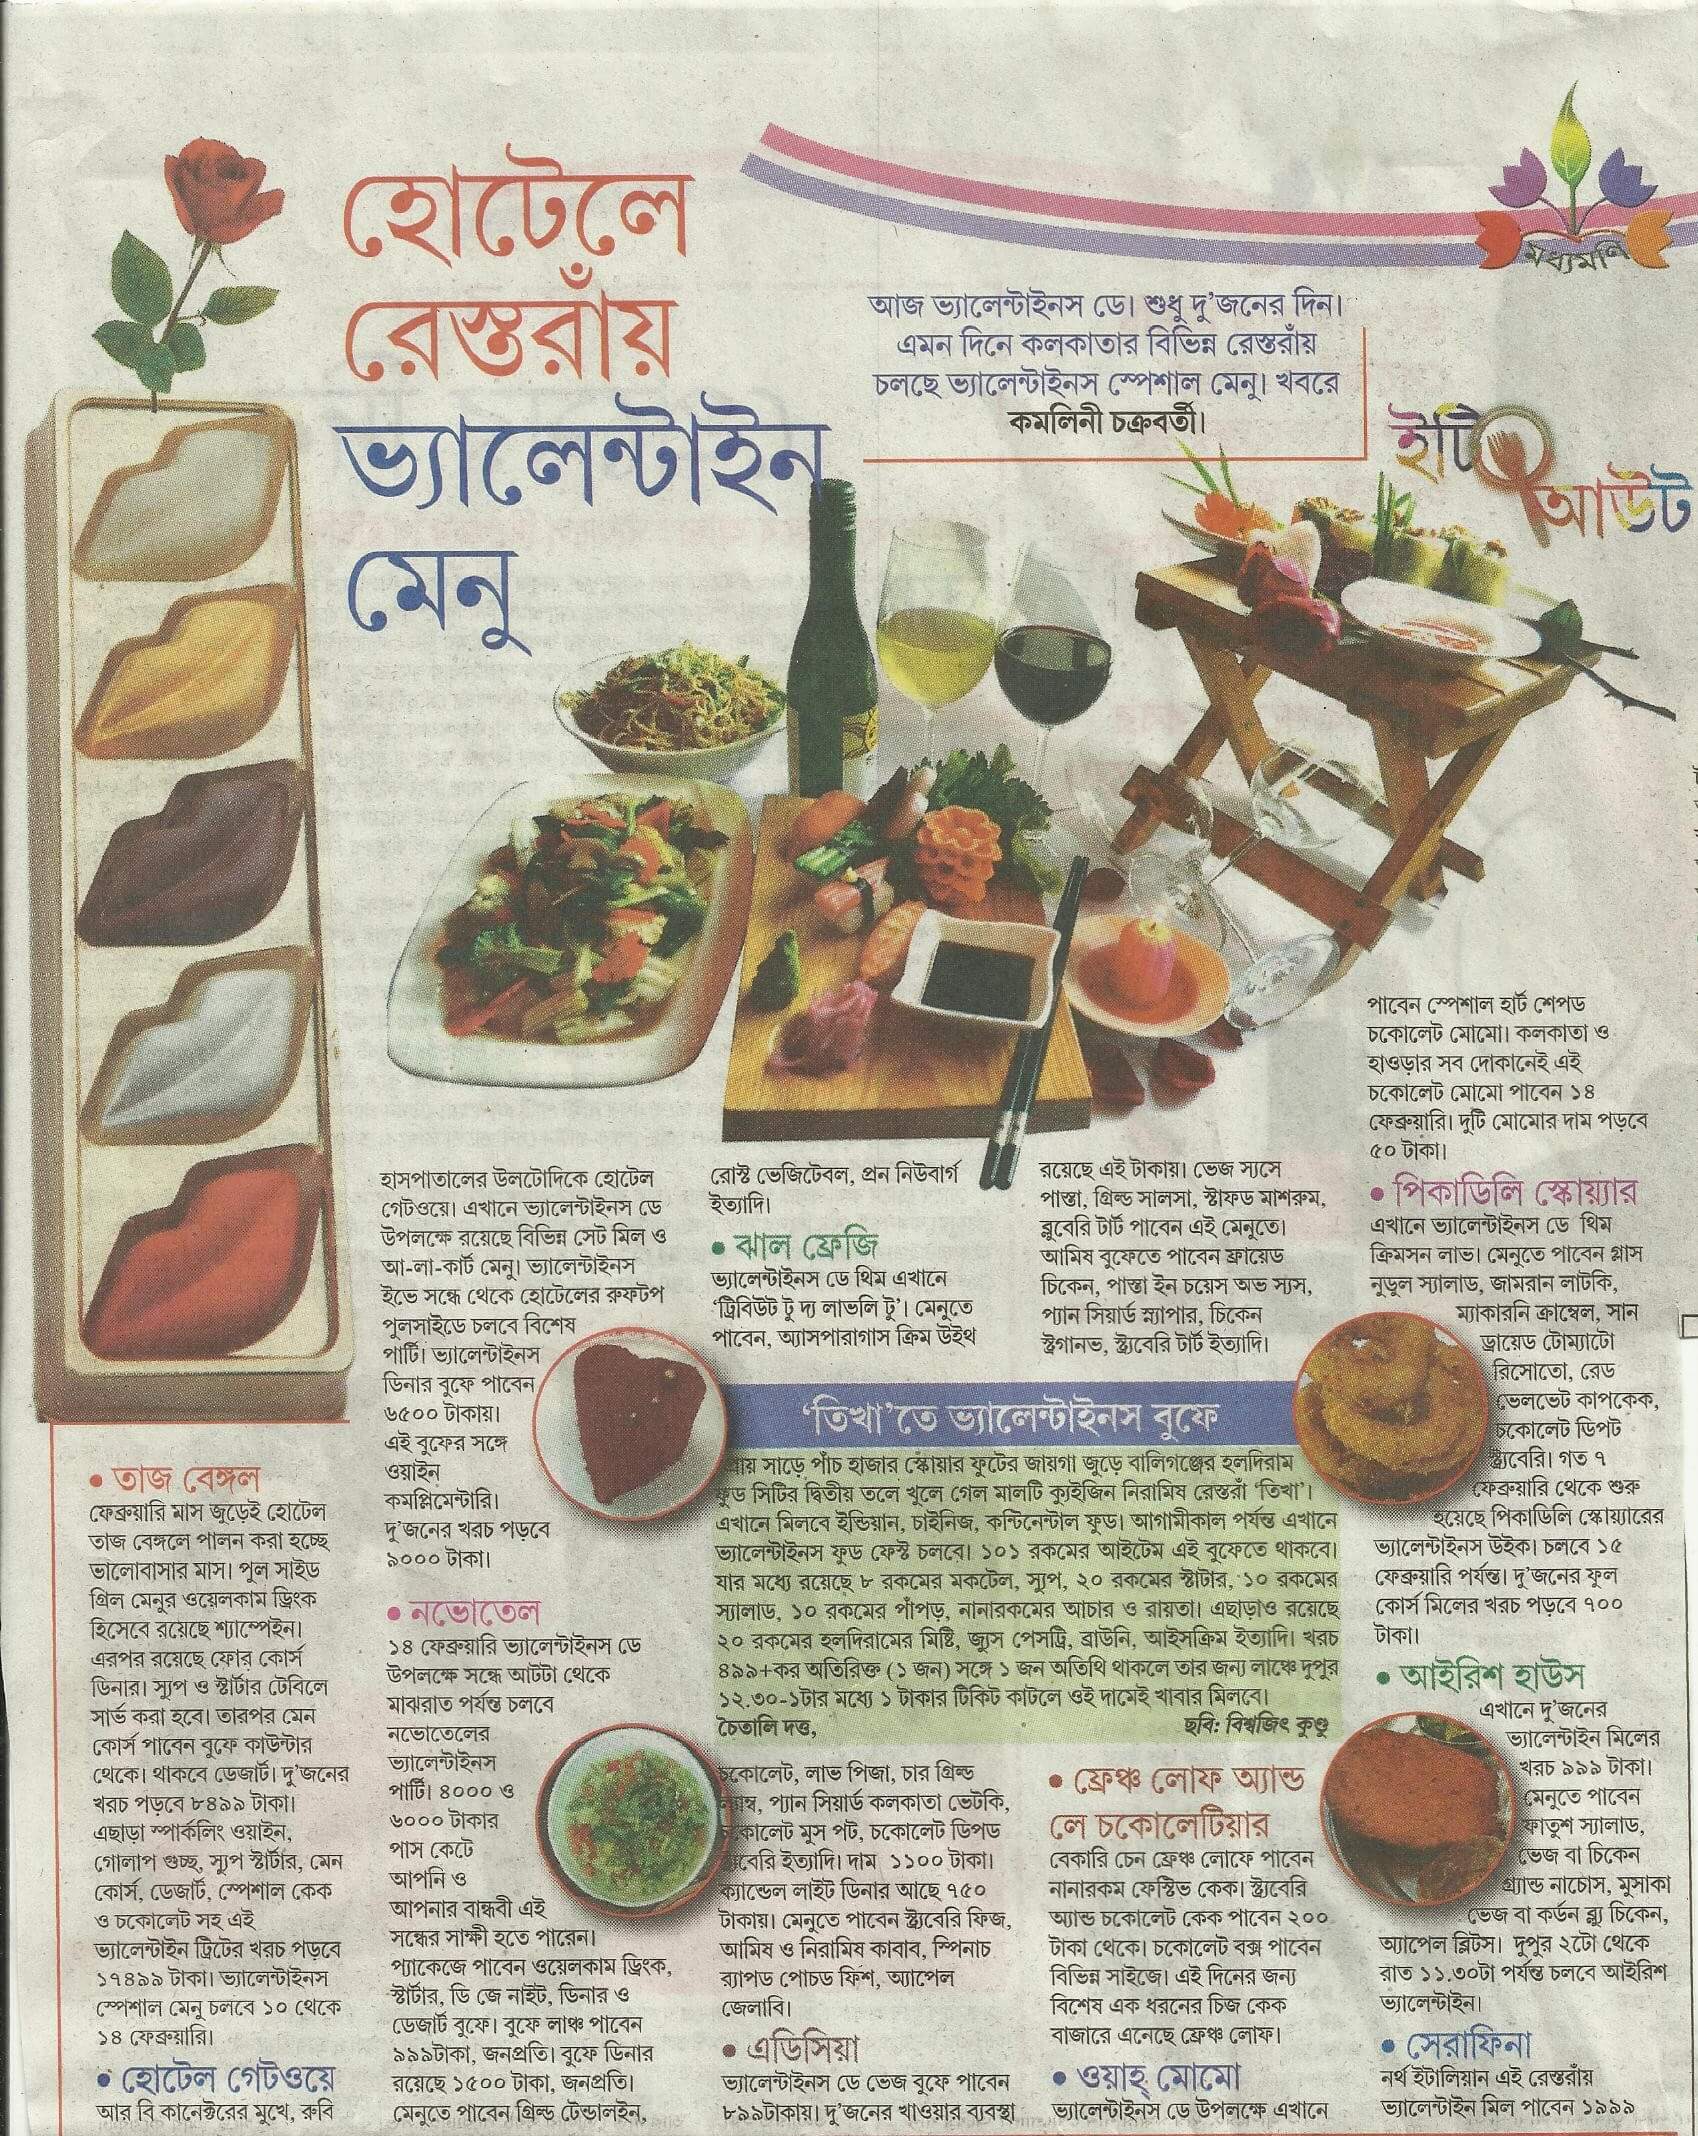 হোটেলে
রেস্তরাঁয়
ভ্যালেন্টাইন
মেনু
মধ্যমণি
আজ ভ্যালেন্টাইনস ডে। শুধু দু'জনের দিন।
এমন দিনে কলকাতার বিভিন্ন রেস্তরাঁয়
চলছে ভ্যালেন্টাইনস স্পেশাল মেনু। খবরে
কমলিনী চক্রবর্তী।
ইটিং
আউট
• তাজ বেঙ্গল
ফেব্রুয়ারি মাস জুড়েই হোটেল
তাজ বেঙ্গলে পালন করা হচ্ছে
ভালোবাসার মাস। পুল সাইড
গ্রিল মেনুর ওয়েলকাম ড্রিংক
হিসেবে রয়েছে শ্যাম্পেইন।
এরপর রয়েছে ফোর কোর্স
ডিনার। স্যুপ ও স্টার্টার টেবিলে
সার্ভ করা হবে। তারপর মেন
কোর্স পাবেন বুফে কাউন্টার
থেকে। থাকবে ডেজার্ট। দু'জনের
খরচ পড়বে ৮৪৯৯ টাকা।
এছাড়া স্পার্কলিং ওয়াইন,
গোলাপ গুচ্ছ, স্যুপ স্টার্টার, মেন
কোর্স, ডেজার্ট, স্পেশাল কেক
ও চকোলেট সহ এই
ভ্যালেন্টাইন ট্রিটের খরচ পড়বে
১৭৪৯৯ টাকা। ভ্যালেন্টাইনস
স্পেশাল মেনু চলবে ১০ থেকে
১৪ ফেব্রুয়ারি।
• হোটেল গেটওয়ে
আর বি কানেক্টরের মুখে, রুবি
হাসপাতালের উলটোদিকে হোটেল
গেটওয়ে। এখানে ভ্যালেন্টাইনস ডে
উপলক্ষে রয়েছে বিভিন্ন সেট মিল ও
আ-লা-কার্ট মেনু। ভ্যালেন্টাইনস
ইভে সন্ধে থেকে হোটেলের রুফটপ
পুলসাইডে চলবে বিশেষ
পার্টি। ভ্যালেন্টাইনস
ডিনার বুফে পাবেন
৬৫০০ টাকায়।
এই বুফের সঙ্গে
ওয়াইন
কমপ্লিমেন্টারি।
দু'জনের খরচ পড়বে
৯০০০ টাকা।
• নভোতেল
১৪ ফেব্রুয়ারি ভ্যালেন্টাইনস ডে
উপলক্ষে সন্ধে আটটা থেকে
মাঝরাত পর্যন্ত চলবে
নভোতেলের
ভ্যালেন্টাইনস
পার্টি। ৪০০০ ও
৬০০০ টাকার
পাস কেটে
আপনি ও
আপনার বান্ধবী এই
সন্ধের সাক্ষী হতে পারেন।
প্যাকেজে পাবেন ওয়েলকাম ড্রিংক,
স্টার্টার, ডি জে নাইট, ডিনার ও
ডেজার্ট বুফে। বুফে লাঞ্চ পাবেন
৯৯৯টাকা, জনপ্রতি। বুফে ডিনার
রয়েছে ১৫০০ টাকা, জনপ্রতি।
মেনুতে পাবেন গ্রিল্ড টেন্ডালইন,
রোস্ট ভেজিটেবল, প্রন নিউবার্গ
ইত্যাদি।
• ঝাল ফ্রেজি
ভ্যালেন্টাইনস ডে থিম এখানে
'ট্রিবিউট টু দ্য লাভলি টু'। মেনুতে
পাবেন, অ্যাসপারাগাস ক্রিম উইথ
চকোলেট, লাভ পিজা, চার গ্রিল্ড
প্যান সিয়ার্ড কলকাতা ভেটকি,
চকোলেট মুস পট, চকোলেট ডিপড
ইত্যাদি। দাম ১১০০ টাকা।
ক্যান্ডেল লাইট ডিনার আছে ৭৫০
টাকায়। মেনুতে পাবেন স্ট্রবেরি ফিজ,
আমিষ ও নিরামিষ কাবাব, স্পিনাচ
র‍্যাপড পোচড ফিশ, অ্যাপেল
জেলাবি।
• এডিসিয়া
ভ্যালেন্টাইনস ডে ভেজ বুফে পাবেন
৮৯৯টাকায়। দু'জনের খাওয়ার ব্যবস্থা
রয়েছে এই টাকায়। ভেজ স্যসে
পাস্তা, গ্রিল্ড সালসা, স্টাফড মাশরুম,
ব্লুবেরি টার্ট পাবেন এই মেনুতে।
আমিষ বুফেতে পাবেন ফ্রায়েড
চিকেন, পাস্তা ইন চয়েস অভ স্যস,
প্যান সিয়ার্ড স্ন্যাপার, চিকেন
স্ট্রগানভ, স্ট্র্যবেরি টার্ট ইত্যাদি।
'তিখা'তে ভ্যালেন্টাইনস বুফে
প্রায় সাড়ে পাঁচ হাজার স্কোয়ার ফুটের জায়গা জুড়ে বালিগঞ্জের হলদিরাম
ফুড সিটির দ্বিতীয় তলে খুলে গেল মালটি ক্যুইজিন নিরামিষ রেস্তরাঁ 'তিখা'।
এখানে মিলবে ইন্ডিয়ান, চাইনিজ, কন্টিনেন্টাল ফুড। আগামীকাল পর্যন্ত এখানে
ভ্যালেন্টাইনস ফুড ফেস্ট চলবে। ১০১ রকমের আইটেম এই বুফেতে থাকবে।
যার মধ্যে রয়েছে ৮ রকমের মকটেল, স্যুপ, ২০ রকমের স্টার্টার, ১০ রকমের
স্যালাড, ১০ রকমের পাঁপড়, নানারকমের আচার ও রায়তা। এছাড়াও রয়েছে
২০ রকমের হলদিরামের মিষ্টি, জ্যুস পেসট্রি, ব্রাউনি, আইসক্রিম ইত্যাদি। খরচ
৪৯৯+কর অতিরিক্ত (১ জন) সঙ্গে ১ জন অতিথি থাকলে তার জন্য লাঞ্চে দুপুর
১২.৩০-১টার মধ্যে ১ টাকার টিকিট কাটলে ওই দামেই খাবার মিলবে।
চৈতালি দত্ত,
ছবি: বিশ্বজিৎ কুণ্ডু
• ফ্রেঞ্চ লোফ অ্যান্ড
লে চকোলেটিয়ার
বেকারি চেন ফ্রেঞ্চ লোফে পাবেন
নানারকম ফেস্টিভ কেক। স্ট্র্যবেরি
অ্যান্ড চকোলেট কেক পাবেন ২০০
টাকা থেকে। চকোলেট বক্স পাবেন
বিভিন্ন সাইজে। এই দিনের জন্য
বিশেষ এক ধরনের চিজ কেক
বাজারে এনেছে ফ্রেঞ্চ লোফ।
• ওয়াহ্ মোমো
ভ্যালেন্টাইনস ডে উপলক্ষে এখানে
পাবেন স্পেশাল হার্ট শেপড
চকোলেট মোমো। কলকাতা ও
হাওড়ার সব দোকানেই এই
চকোলেট মোমো পাবেন ১৪
ফেব্রুয়ারি। দুটি মোমোর দাম পড়বে
৫০ টাকা।
• পিকাডিলি স্কোয়্যার
এখানে ভ্যালেন্টাইনস ডে থিম
ক্রিমসন লাভ। মেনুতে পাবেন গ্লাস
নুডুল স্যালাড, জামরান লাটকি,
ম্যাকারনি ক্রাম্বেল, সান
ড্রায়েড টোম্যাটো
রিসোতো, রেড
ভেলভেট কাপকেক,
চকোলেট ডিপট
স্ট্র্যবেরি। গত ৭
ফেব্রুয়ারি থেকে শুরু
হয়েছে পিকাডিলি স্কোয়্যারের
ভ্যালেন্টাইনস উইক। চলবে ১৫
ফেব্রুয়ারি পর্যন্ত। দু'জনের ফুল
কোর্স মিলের খরচ পড়বে ৭০০
টাকা।
• আইরিশ হাউস
এখানে দু'জনের
ভ্যালেন্টাইন মিলের
খরচ ৯৯৯ টাকা।
মেনুতে পাবেন
ফাতুশ স্যালাড,
ভেজ বা চিকেন
গ্র্যান্ড নাচোস, মুসাকা
ভেজ বা কর্ডন ব্ল্যু চিকেন,
অ্যাপেল ব্লিটস। দুপুর ২টো থেকে
রাত ১১.৩০টা পর্যন্ত চলবে আইরিশ
ভ্যালেন্টাইন।
• সেরাফিনা
নর্থ ইটালিয়ান এই রেস্তরাঁয়
ভ্যালেন্টাইন মিল পাবেন ১৯৯৯